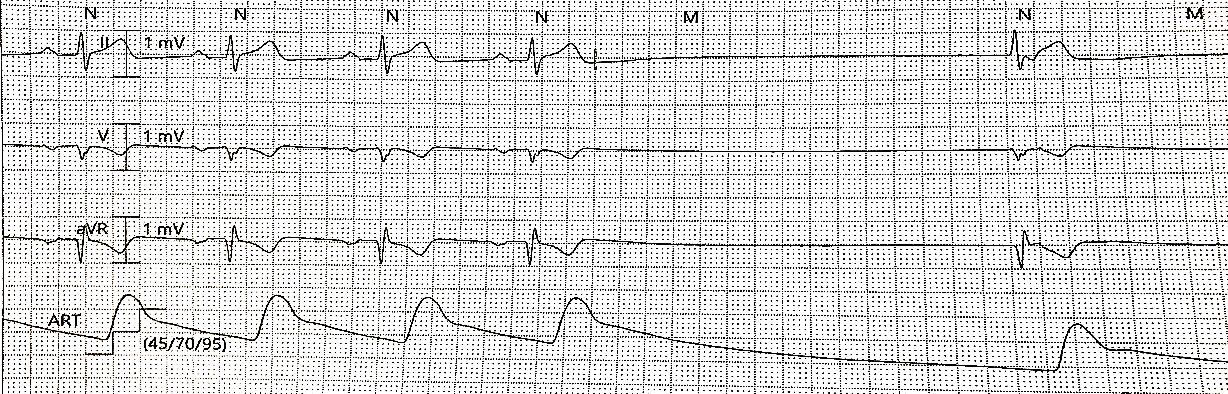 N N N N M N M
II 1 mV
V 1 mV
aVR 1 mV
ART
(45/70/95)